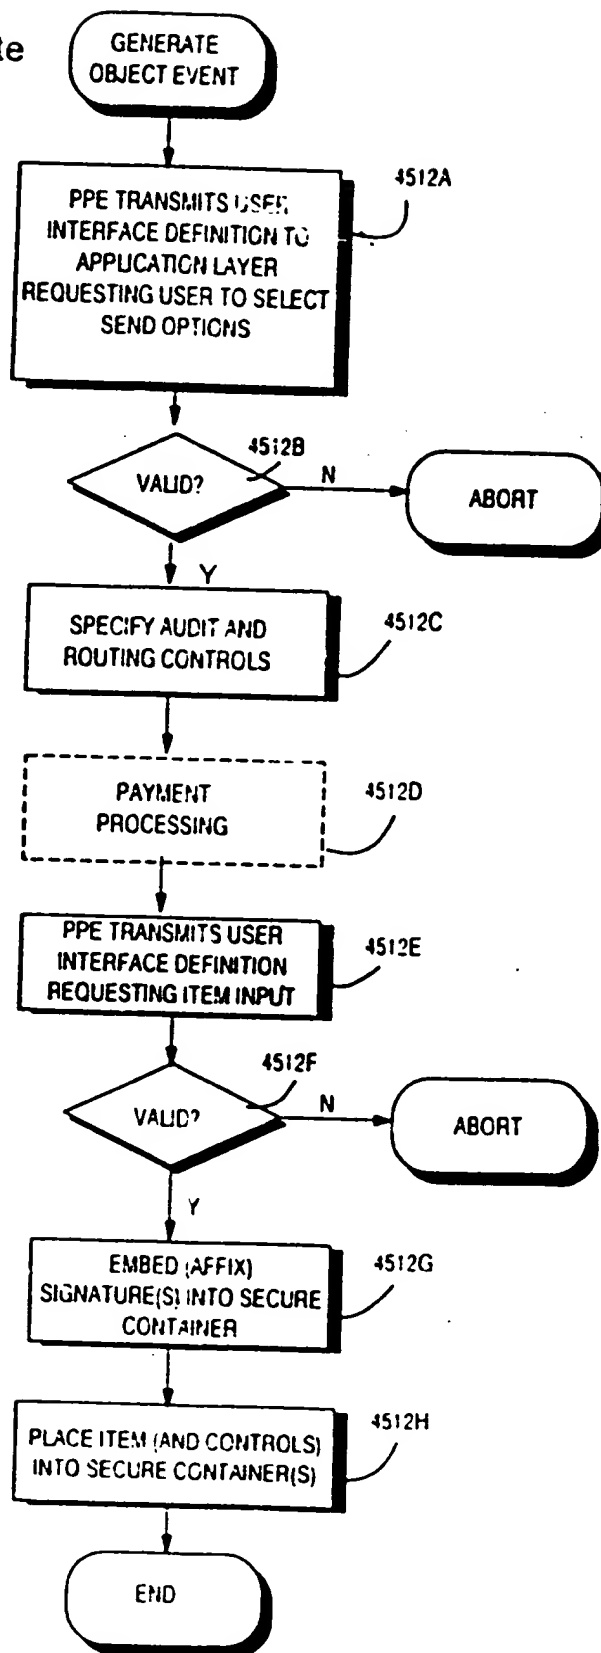 te
GENERATE
OBJECT EVENT
4512A
PPE TRANSMITS USER
INTERFACE DEFINITION TO
APPLICATION LAYER
REQUESTING USER TO SELECT
SEND OPTIONS
4512B
VALID?
N
ABORT
Y
SPECIFY AUDIT AND
ROUTING CONTROLS
4512C
PAYMENT
PROCESSING
4512D
PPE TRANSMITS USER
INTERFACE DEFINITION
REQUESTING ITEM INPUT
4512E
4512F
VALID?
N
ABORT
Y
EMBED (AFFIX)
SIGNATURE(S) INTO SECURE
CONTAINER
4512G
PLACE ITEM (AND CONTROLS)
INTO SECURE CONTAINER(S)
4512H
END